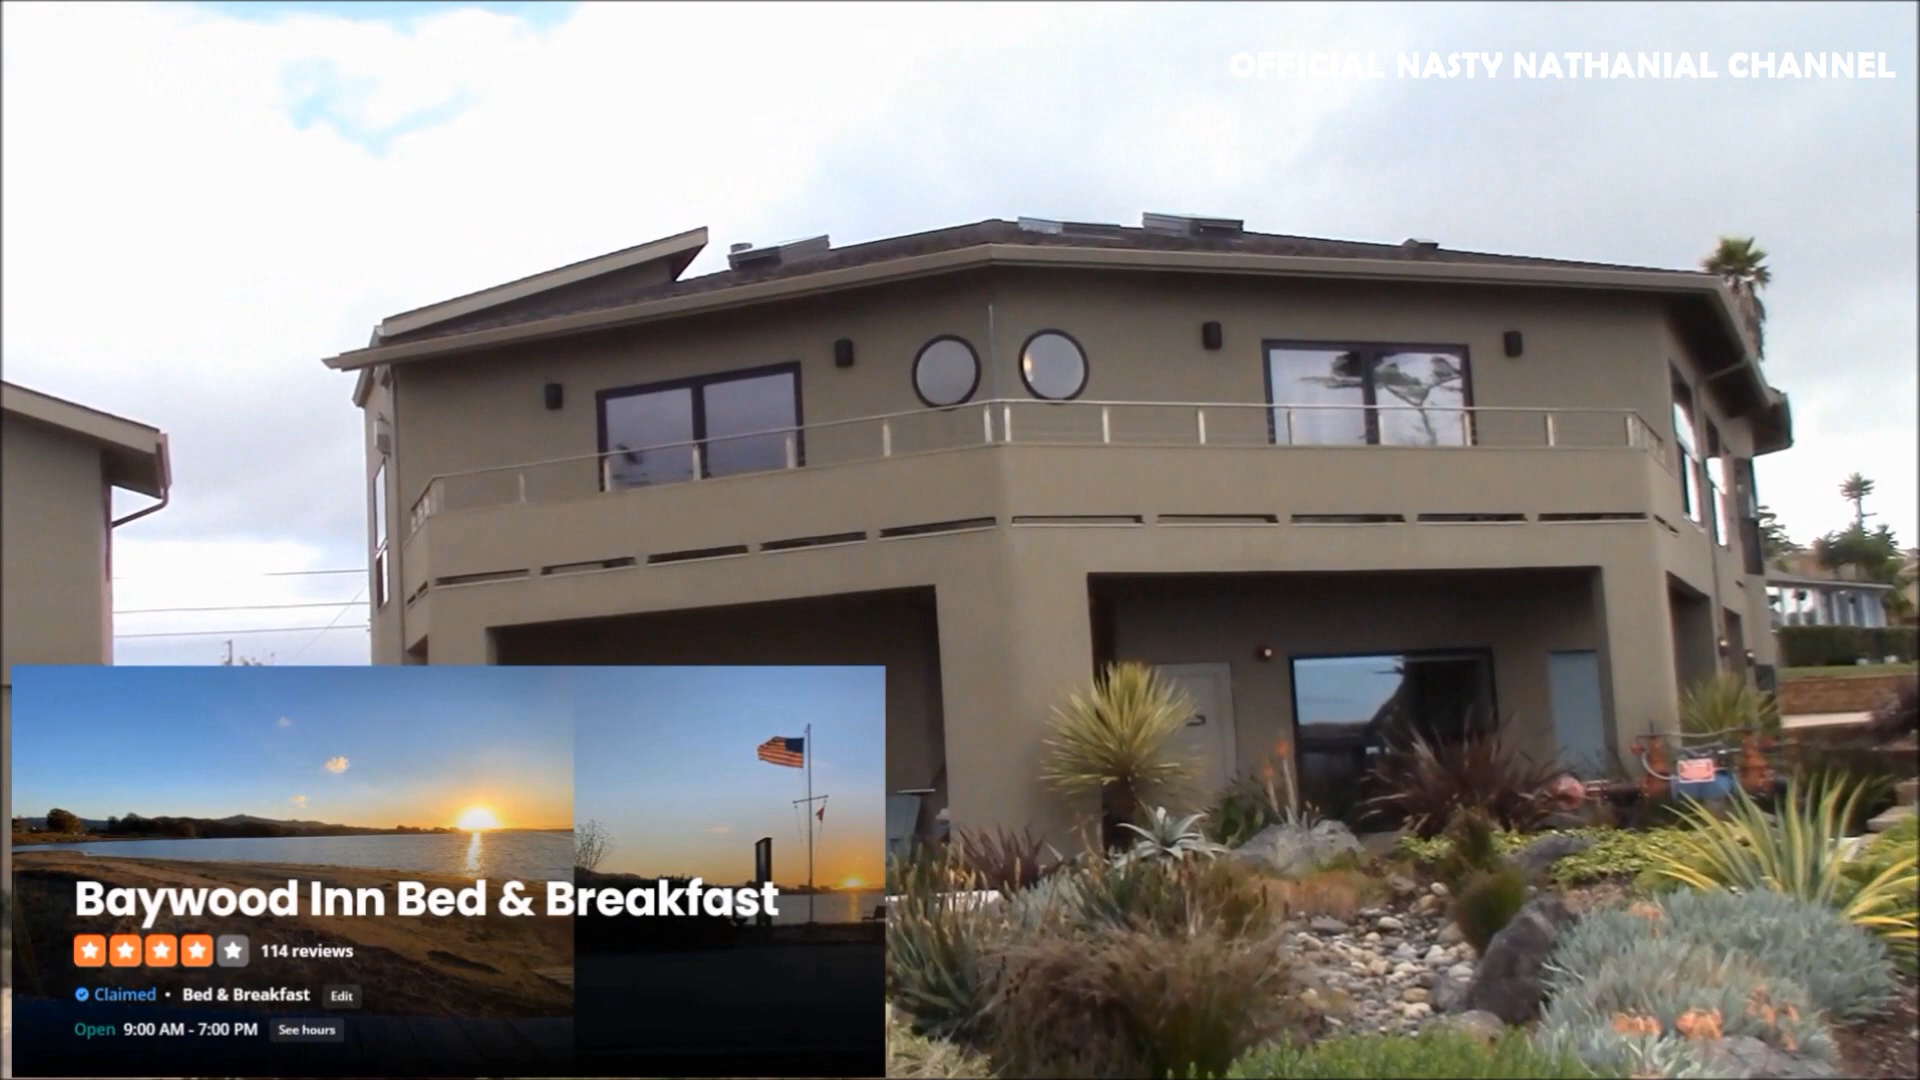 OFFICIAL NASTY NATHANIAL CHANNEL
Baywood Inn Bed & Breakfast
114 reviews
Claimed • Bed & Breakfast Edit
Open 9:00 AM - 7:00 PM See hours